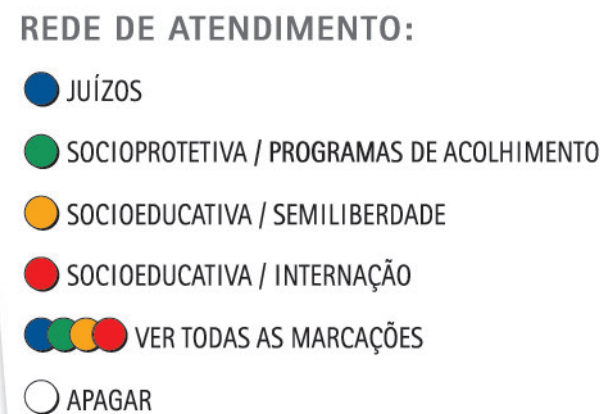 REDE DE ATENDIMENTO:
JUÍZOS
SOCIOPROTETIVA / PROGRAMAS DE ACOLHIMENTO
SOCIOEDUCATIVA / SEMILIBERDADE
SOCIOEDUCATIVA / INTERNAÇÃO
VER TODAS AS MARCAÇÕES
APAGAR